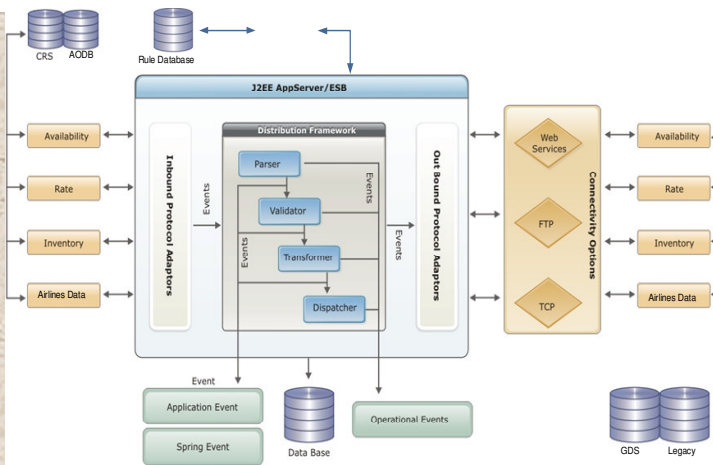 CRS
AODB
Rule Database
J2EE AppServer/ESB
Availability
Rate
Inventory
Airlines Data
Inbound Protocol Adaptors
Events
Distribution Framework
Parser
Validator
Transformer
Dispatcher
Events
Events
Events
Out Bound Protocol Adaptors
Web
Services
FTP
TCP
Connectivity Options
Availability
Rate
Inventory
Airlines Data
Event
Application Event
Spring Event
Data Base
Operational Events
GDS
Legacy